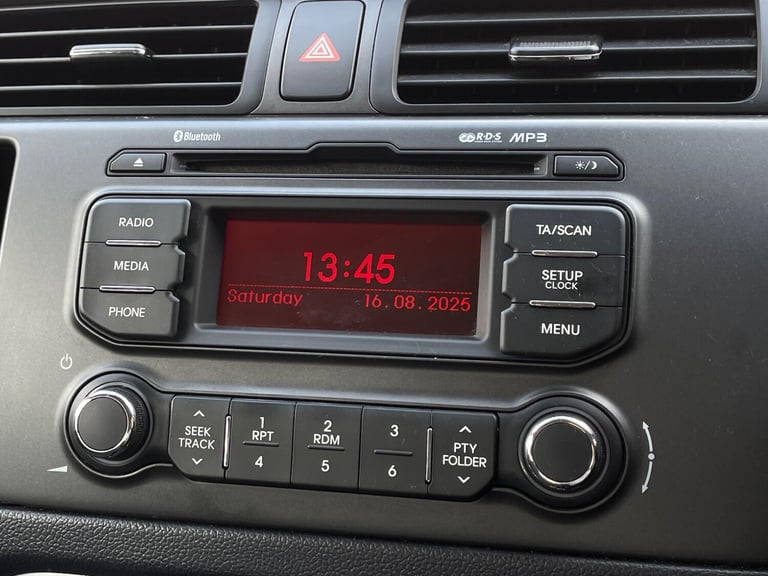 Bluetooth
R·D·S MP3
RADIO
MEDIA
PHONE
13:45
Saturday 16.08.2025
TA/SCAN
SETUP
CLOCK
MENU
SEEK
TRACK
1
RPT
4
2
RDM
5
3
6
PTY
FOLDER